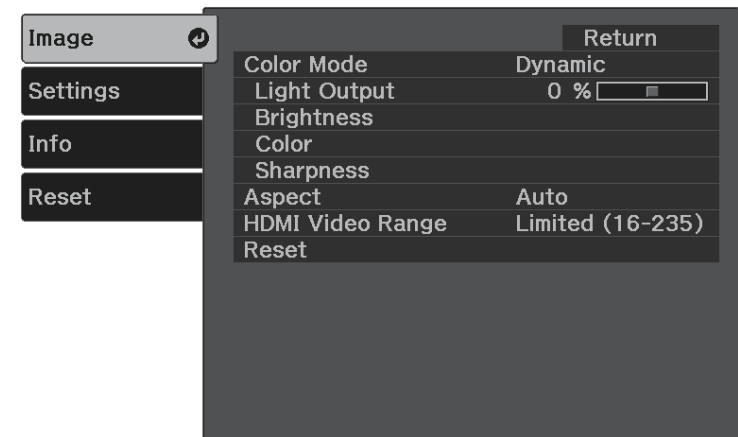 Image
Settings
Info
Reset
Return
Color Mode Dynamic
Light Output 0 %
Brightness
Color
Sharpness
Aspect Auto
HDMI Video Range Limited (16-235)
Reset